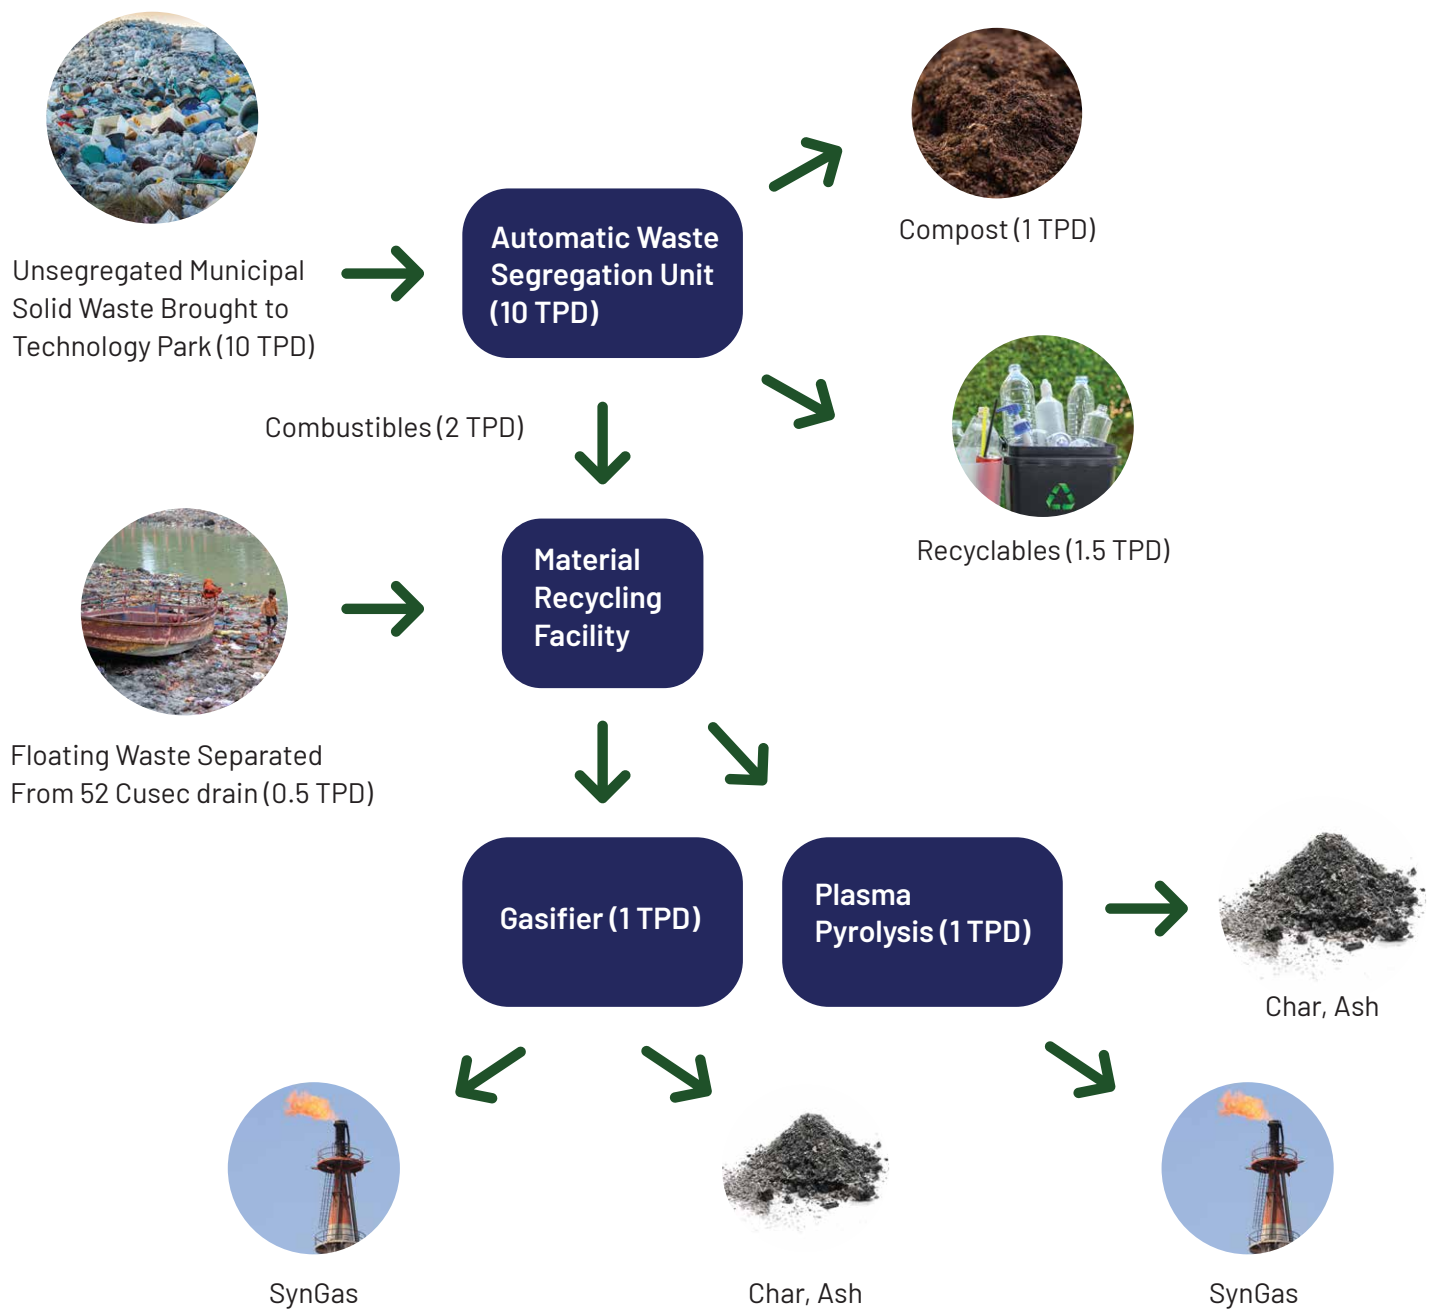 Unsegregated Municipal
Solid Waste Brought to
Technology Park (10 TPD)
Automatic Waste
Segregation Unit
(10 TPD)
Compost (1 TPD)
Recyclables (1.5 TPD)
Combustibles (2 TPD)
Material
Recycling
Facility
Floating Waste Separated
From 52 Cusec drain (0.5 TPD)
Gasifier (1 TPD)
Plasma
Pyrolysis (1 TPD)
Char, Ash
SynGas
Char, Ash
SynGas